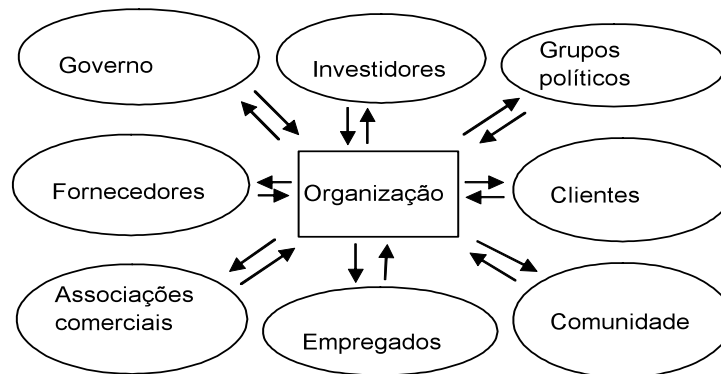 Governo
Investidores
Grupos
políticos
Fornecedores
Organização
Clientes
Associações
comerciais
Empregados
Comunidade